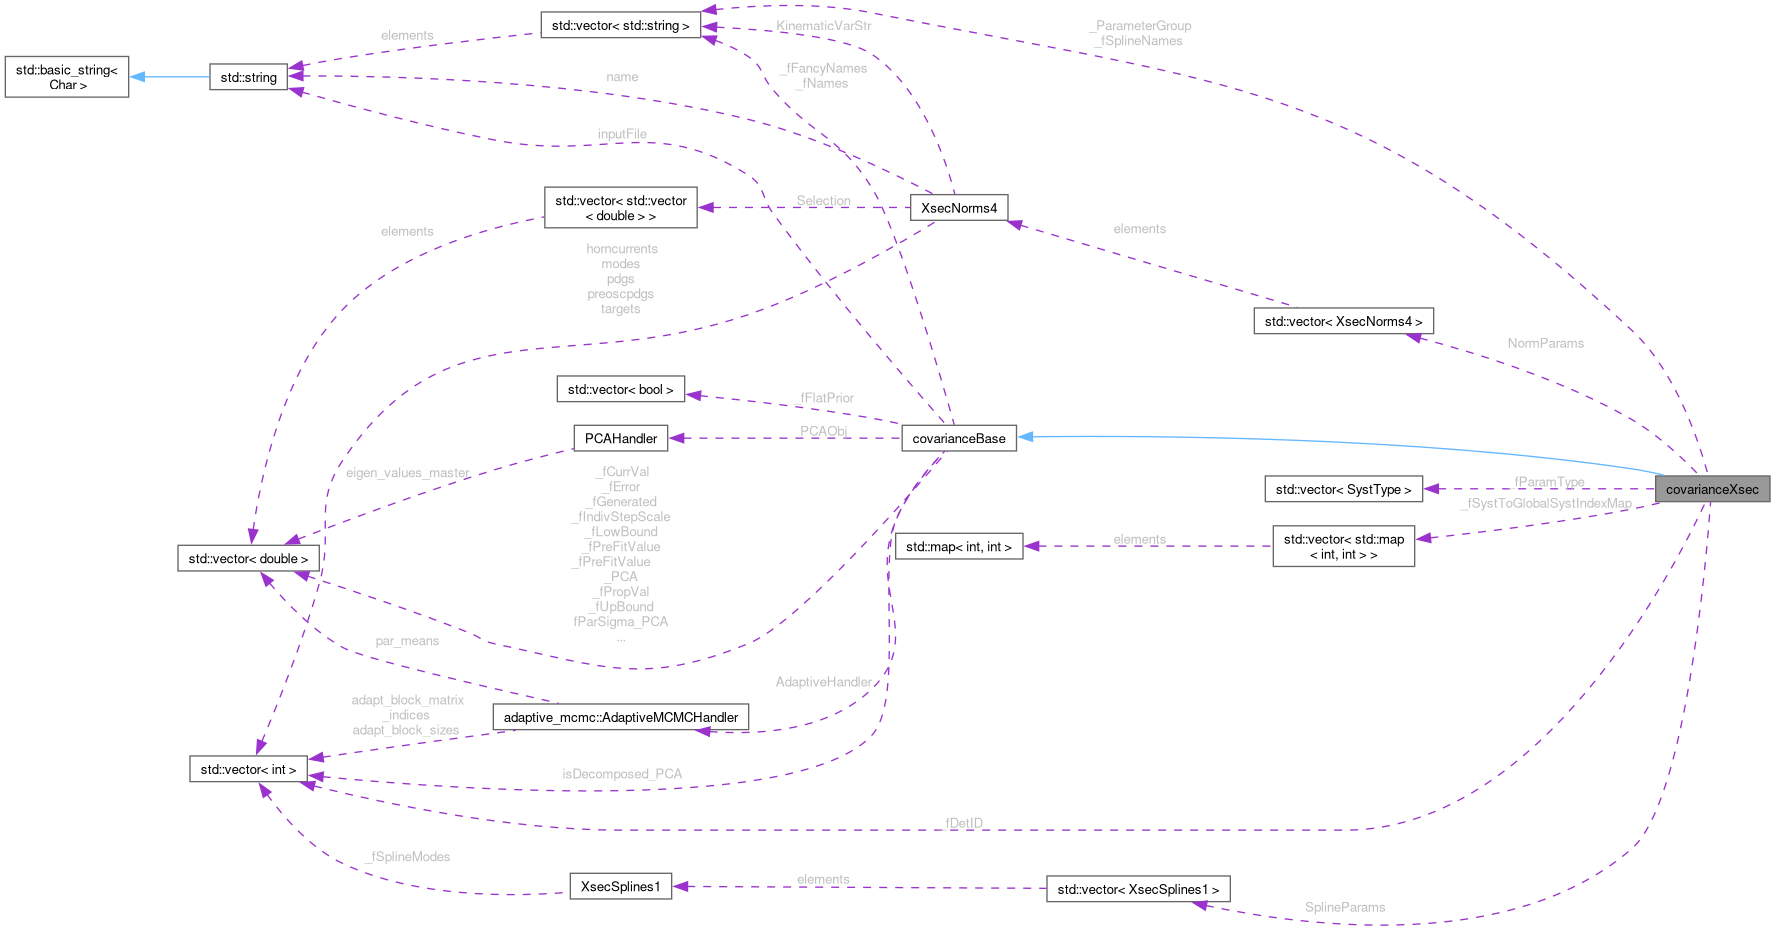 std::vector< std::string >
_ParameterGroup
_fSplineNames
KinematicVarStr
elements
std::basic_string<
Char >
std::string
name
_fFancyNames
_fNames
inputFile
std::vector< std::vector
< double > >
Selection
XsecNorms4
elements
elements
horncurrents
modes
pdgs
preoscpdgs
targets
std::vector< XsecNorms4 >
NormParams
std::vector< bool >
_fFlatPrior
PCAHandler
PCAObj
covarianceBase
eigen_values_master
_fCurrVal
_fError
_fGenerated
_fIndivStepScale
_fLowBound
_fPreFitValue
_fPreFitValue
_PCA
_fPropVal
_fUpBound
fParSigma_PCA
...
std::vector< SystType >
_fParamType
covarianceXsec
_fSystToGlobalSystIndexMap
std::vector< double >
std::map< int, int >
elements
std::vector< std::map
< int, int > >
par_means
AdaptiveHandler
adapt_block_matrix
_indices
adapt_block_sizes
adaptive_mcmc::AdaptiveMCMCHandler
std::vector< int >
isDecomposed_PCA
_fDetID
_fSplineModes
XsecSplines1
elements
std::vector< XsecSplines1 >
SplineParams